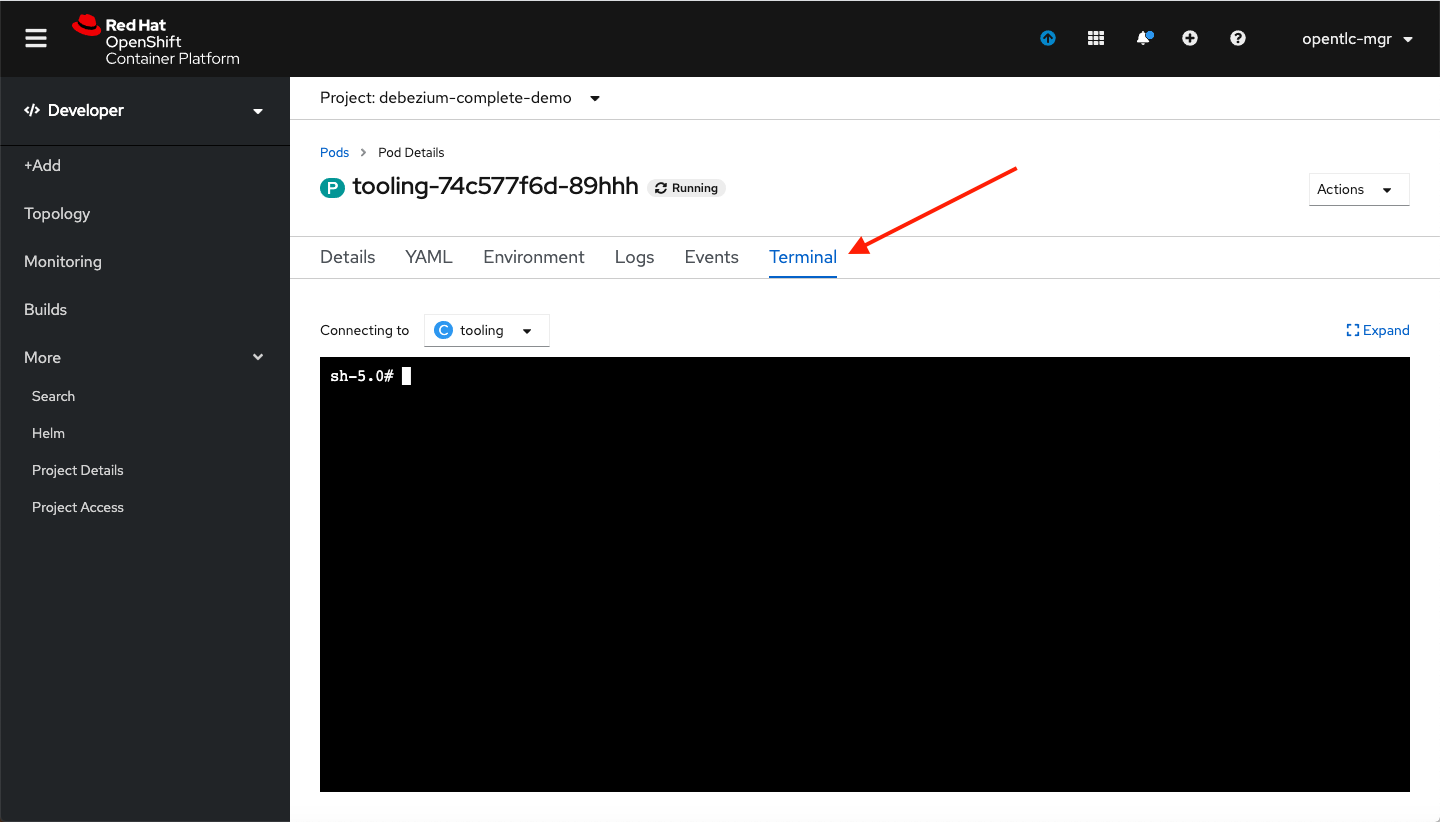 Red Hat
OpenShift
Container Platform
opentlc-mgr
Developer
+Add
Topology
Monitoring
Builds
More
Search
Helm
Project Details
Project Access
Project: debezium-complete-demo
Pods Pod Details
P tooling-74c577f6d-89hhh Running
Actions
Details YAML Environment Logs Events Terminal
Connecting to C tooling
Expand
sh-5.0#